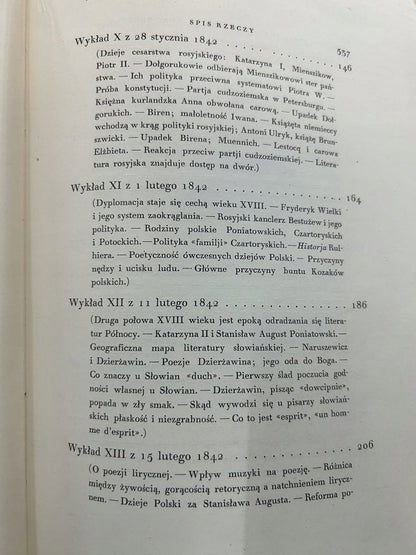 SPIS RZECZY
557
Wykład X z 28 stycznia 1842 . . . . . . . . . . . 146
(Dzieje cesarstwa rosyjskiego: Katarzyna I, Mienszikow,
Piotr II. — Dołgorukowie odbierają Mienszikowowi ster pań-
stwa. — Ich polityka przeciwna systematowi Piotra W. —
Próba konstytucji. — Partja cudzoziemska w Petersburgu. —
Księżna kurlandzka Anna obwołana carową. — Upadek Doł-
gorukich. — Biren; małoletność Iwana. — Książęta niemieccy
wchodzą w krąg polityki rosyjskiej; Antoni Ulryk, książę Brun-
szwicki. — Upadek Birena; Muennich. — Lestocq i carowa
Elżbieta. — Reakcja przeciw partji cudzoziemskiej. — Litera-
tura rosyjska znajduje dostęp na dwór.)
Wykład XI z 1 lutego 1842 . . . . . . . . . . . 164
(Dyplomacja staje się cechą wieku XVIII. — Fryderyk Wielki
i jego system zaokrąglania. — Rosyjski kanclerz Bestużew i jego
polityka. — Rodziny polskie Poniatowskich, Czartoryskich
i Potockich. — Polityka «familji» Czartoryskich. — Historja Rul-
hiera. — Poetyczność ówczesnych dziejów Polski. — Przyczyny
nędzy i ucisku ludu. — Główne przyczyny buntu Kozaków
polskich.)
Wykład XII z 11 lutego 1842 . . . . . . . . . . . 186
(Druga połowa XVIII wieku jest epoką odradzania się litera-
tur Północy. — Katarzyna II i Stanisław August Poniatowski. —
Geograficzna mapa literatury słowiańskiej. — Naruszewicz
i Dzierżawin. — Poezje Dzierżawina; jego oda do Boga. —
Co znaczy u Słowian «duch». — Pierwszy ślad poczucia god-
ności własnej u Słowian. — Dzierżawin, pisząc «dowcipnie»,
popada w zły smak. — Skąd wywodzi się u pisarzy słowiań-
skich płaskość i niezgrabność. — Co to jest «esprit», «un hom-
me d'esprit».)
Wykład XIII z 15 lutego 1842 . . . . . . . . . . . 206
(O poezji lirycznej. — Wpływ muzyki na poezję. — Różnica
między żywością, gorącością retoryczną a natchnieniem lirycz-
nem. — Dzieje Polski za Stanisława Augusta. — Reforma po-